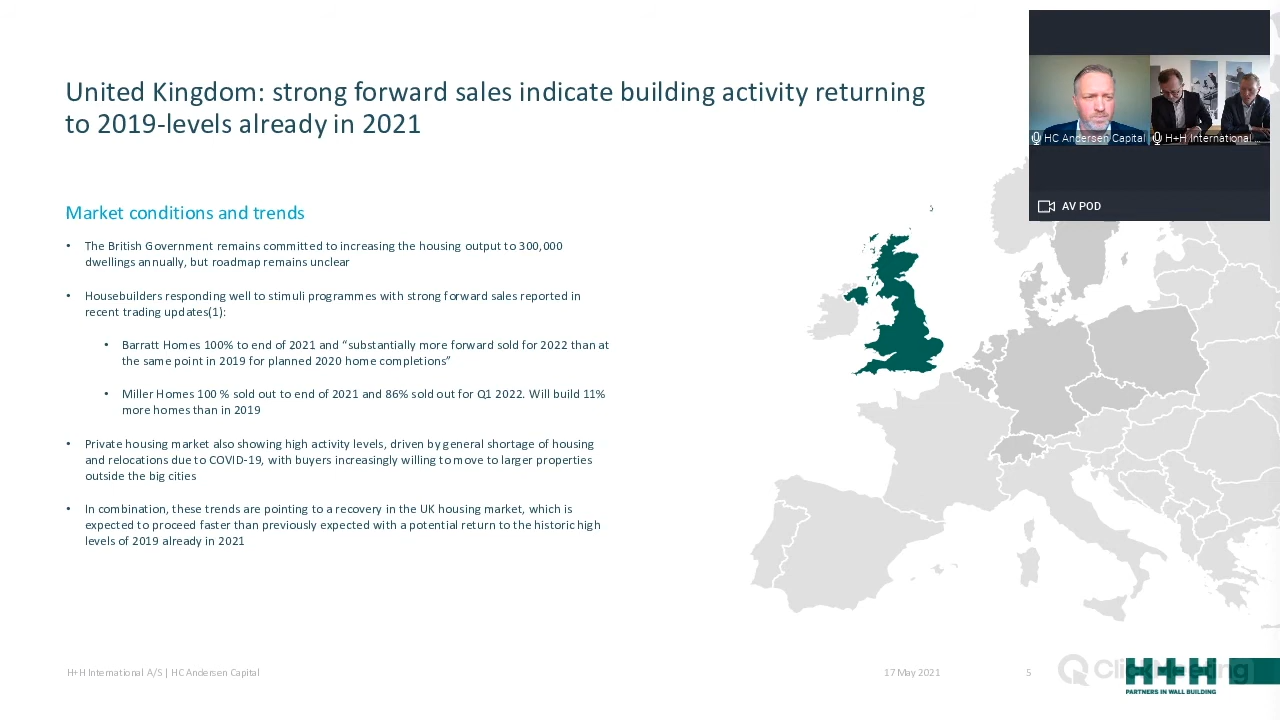 United Kingdom: strong forward sales indicate building activity returning
to 2019-levels already in 2021
HC Andersen Capital
H+H International ...
AV POD
Market conditions and trends
• The British Government remains committed to increasing the housing output to 300,000
dwellings annually, but roadmap remains unclear
• Housebuilders responding well to stimuli programmes with strong forward sales reported in
recent trading updates(1):
• Barratt Homes 100% to end of 2021 and “substantially more forward sold for 2022 than at
the same point in 2019 for planned 2020 home completions”
• Miller Homes 100 % sold out to end of 2021 and 86% sold out for Q1 2022. Will build 11%
more homes than in 2019
• Private housing market also showing high activity levels, driven by general shortage of housing
and relocations due to COVID-19, with buyers increasingly willing to move to larger properties
outside the big cities
• In combination, these trends are pointing to a recovery in the UK housing market, which is
expected to proceed faster than previously expected with a potential return to the historic high
levels of 2019 already in 2021
H+H International A/S | HC Andersen Capital
17 May 2021
5
ClickMeeting
H+H
PARTNERS IN WALL BUILDING